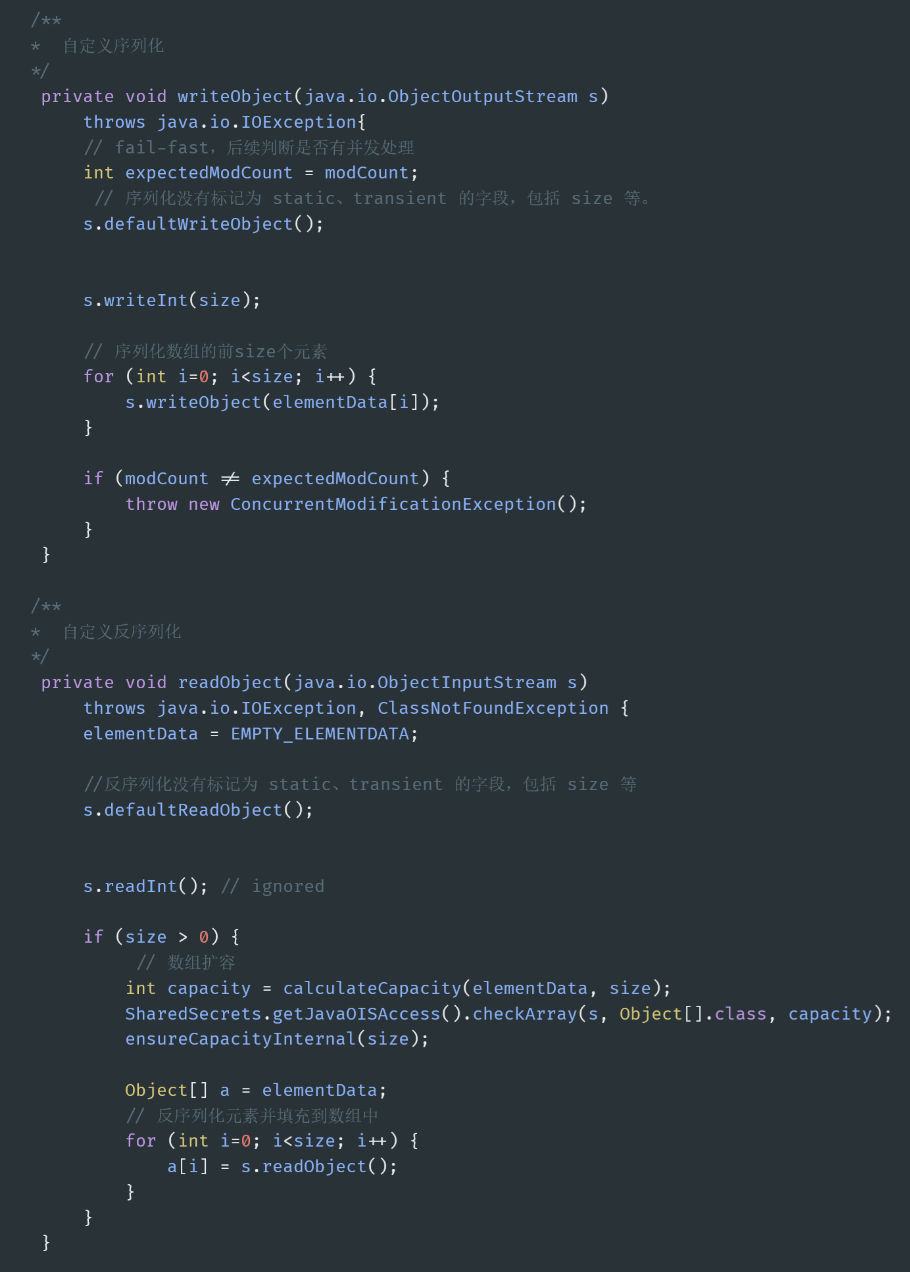 /**
*  自定义序列化
*/
private void writeObject(java.io.ObjectOutputStream s)
throws java.io.IOException{
// fail-fast，后续判断是否有并发处理
int expectedModCount = modCount;
// 序列化没有标记为 static、transient 的字段，包括 size 等。
s.defaultWriteObject();
s.writeInt(size);
// 序列化数组的前size个元素
for (int i=0; i<size; i++) {
s.writeObject(elementData[i]);
}
if (modCount != expectedModCount) {
throw new ConcurrentModificationException();
}
}
/**
*  自定义反序列化
*/
private void readObject(java.io.ObjectInputStream s)
throws java.io.IOException, ClassNotFoundException {
elementData = EMPTY_ELEMENTDATA;
//反序列化没有标记为 static、transient 的字段，包括 size 等
s.defaultReadObject();
s.readInt(); // ignored
if (size > 0) {
// 数组扩容
int capacity = calculateCapacity(elementData, size);
SharedSecrets.getJavaOISAccess().checkArray(s, Object[].class, capacity);
ensureCapacityInternal(size);
Object[] a = elementData;
// 反序列化元素并填充到数组中
for (int i=0; i<size; i++) {
a[i] = s.readObject();
}
}
}